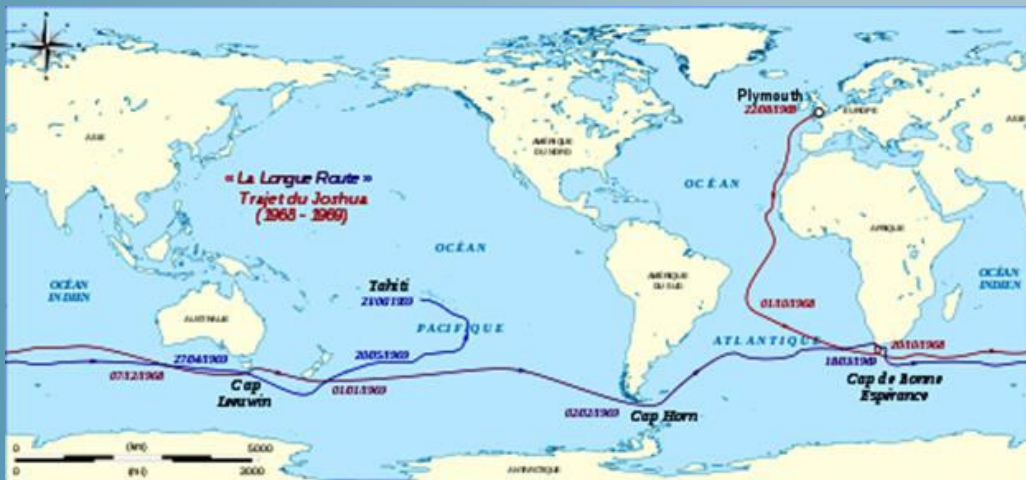 Plymouth
22/08/1968
EUROPE
ASIE
ASIE
AMÉRIQUE
DU NORD
« La Longue Route »
Trajet du Joshua
(1968 - 1969)
OCÉAN
OCÉAN
AFRIQUE
OCÉAN
INDIEN
OCÉAN
INDIEN
Tahiti
21/06/1969
AMÉRIQUE
DU SUD
01/10/1968
AUSTRALIE
PACIFIQUE
ATLANTIQUE
20/10/1968
27/04/1969
20/05/1969
18/03/1969
07/12/1968
Cap
Leeuwin
01/01/1969
Cap de Bonne
Espérance
02/02/1969
Cap Horn
0 (km) 5000
0 3000
ANTARCTIQUE